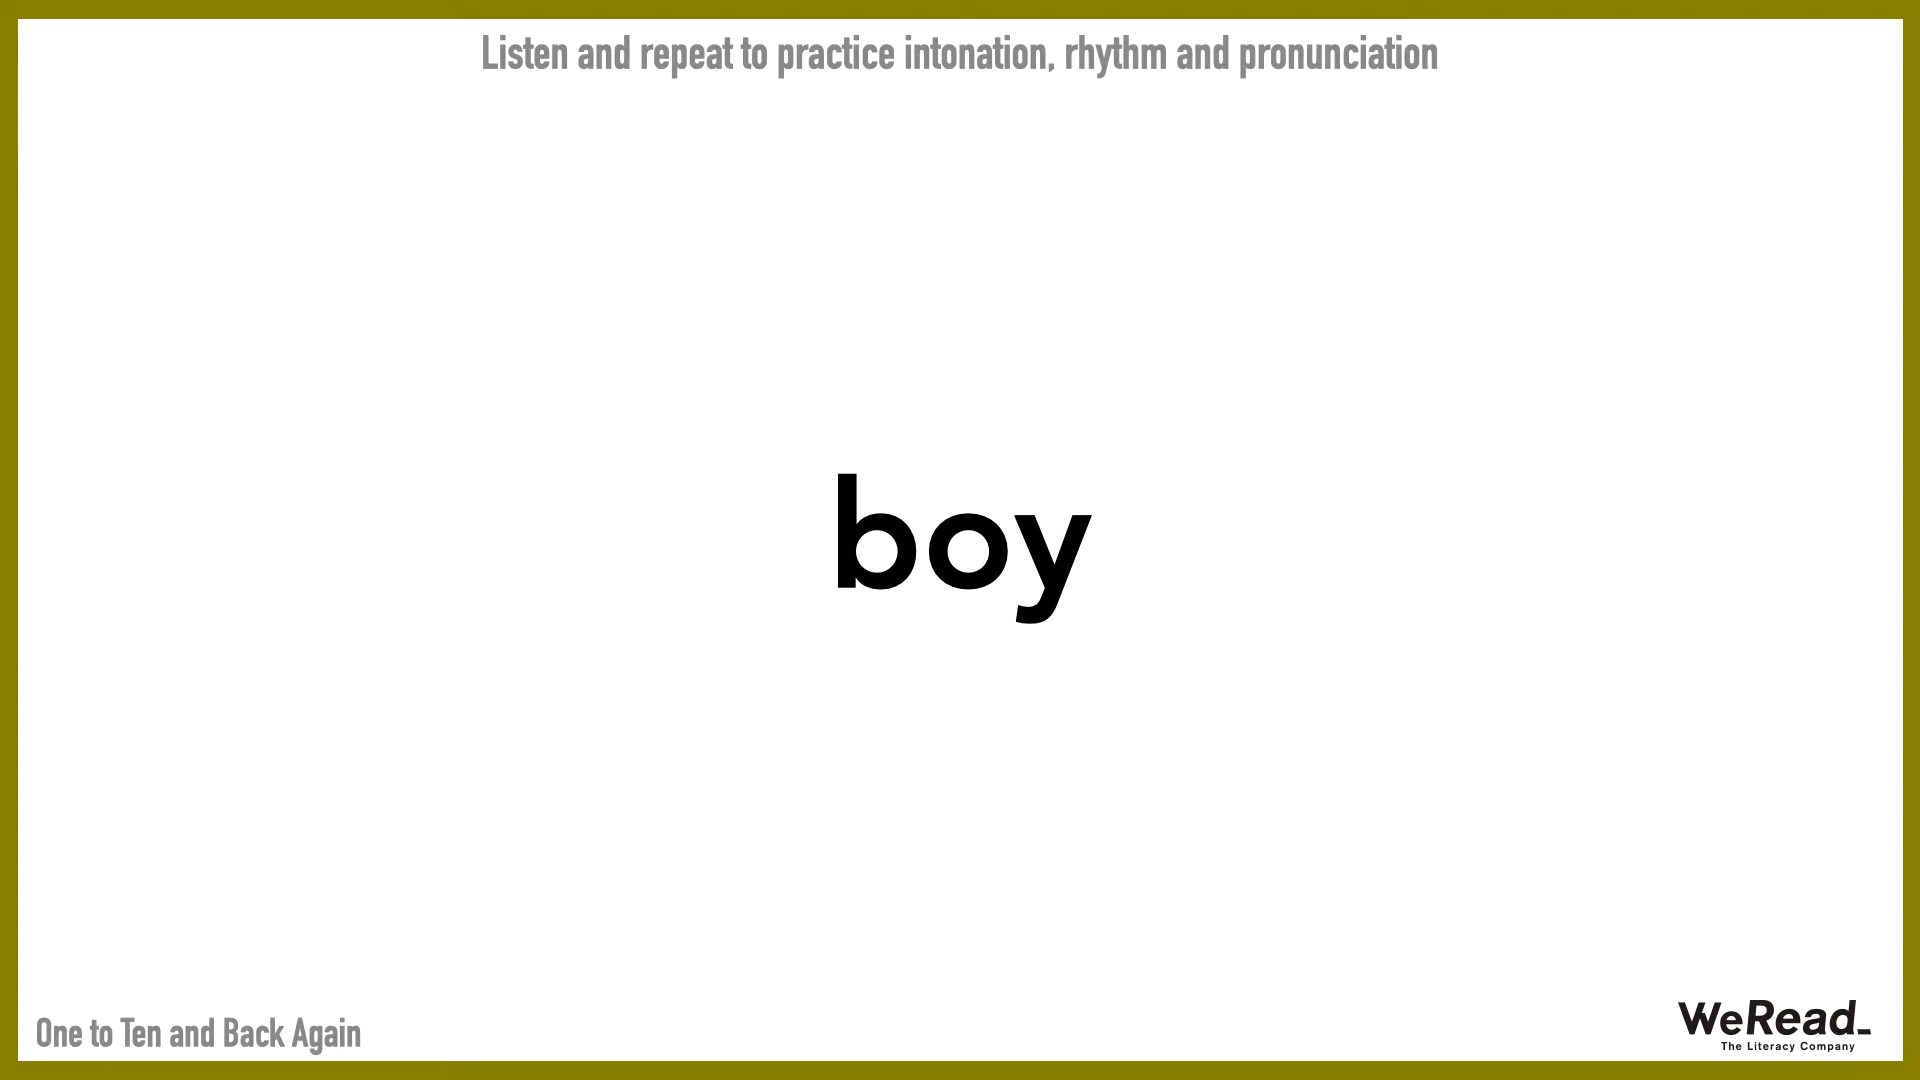 Listen and repeat to practice intonation, rhythm and pronunciation
boy
One to Ten and Back Again
WeRead_
The Literacy Company